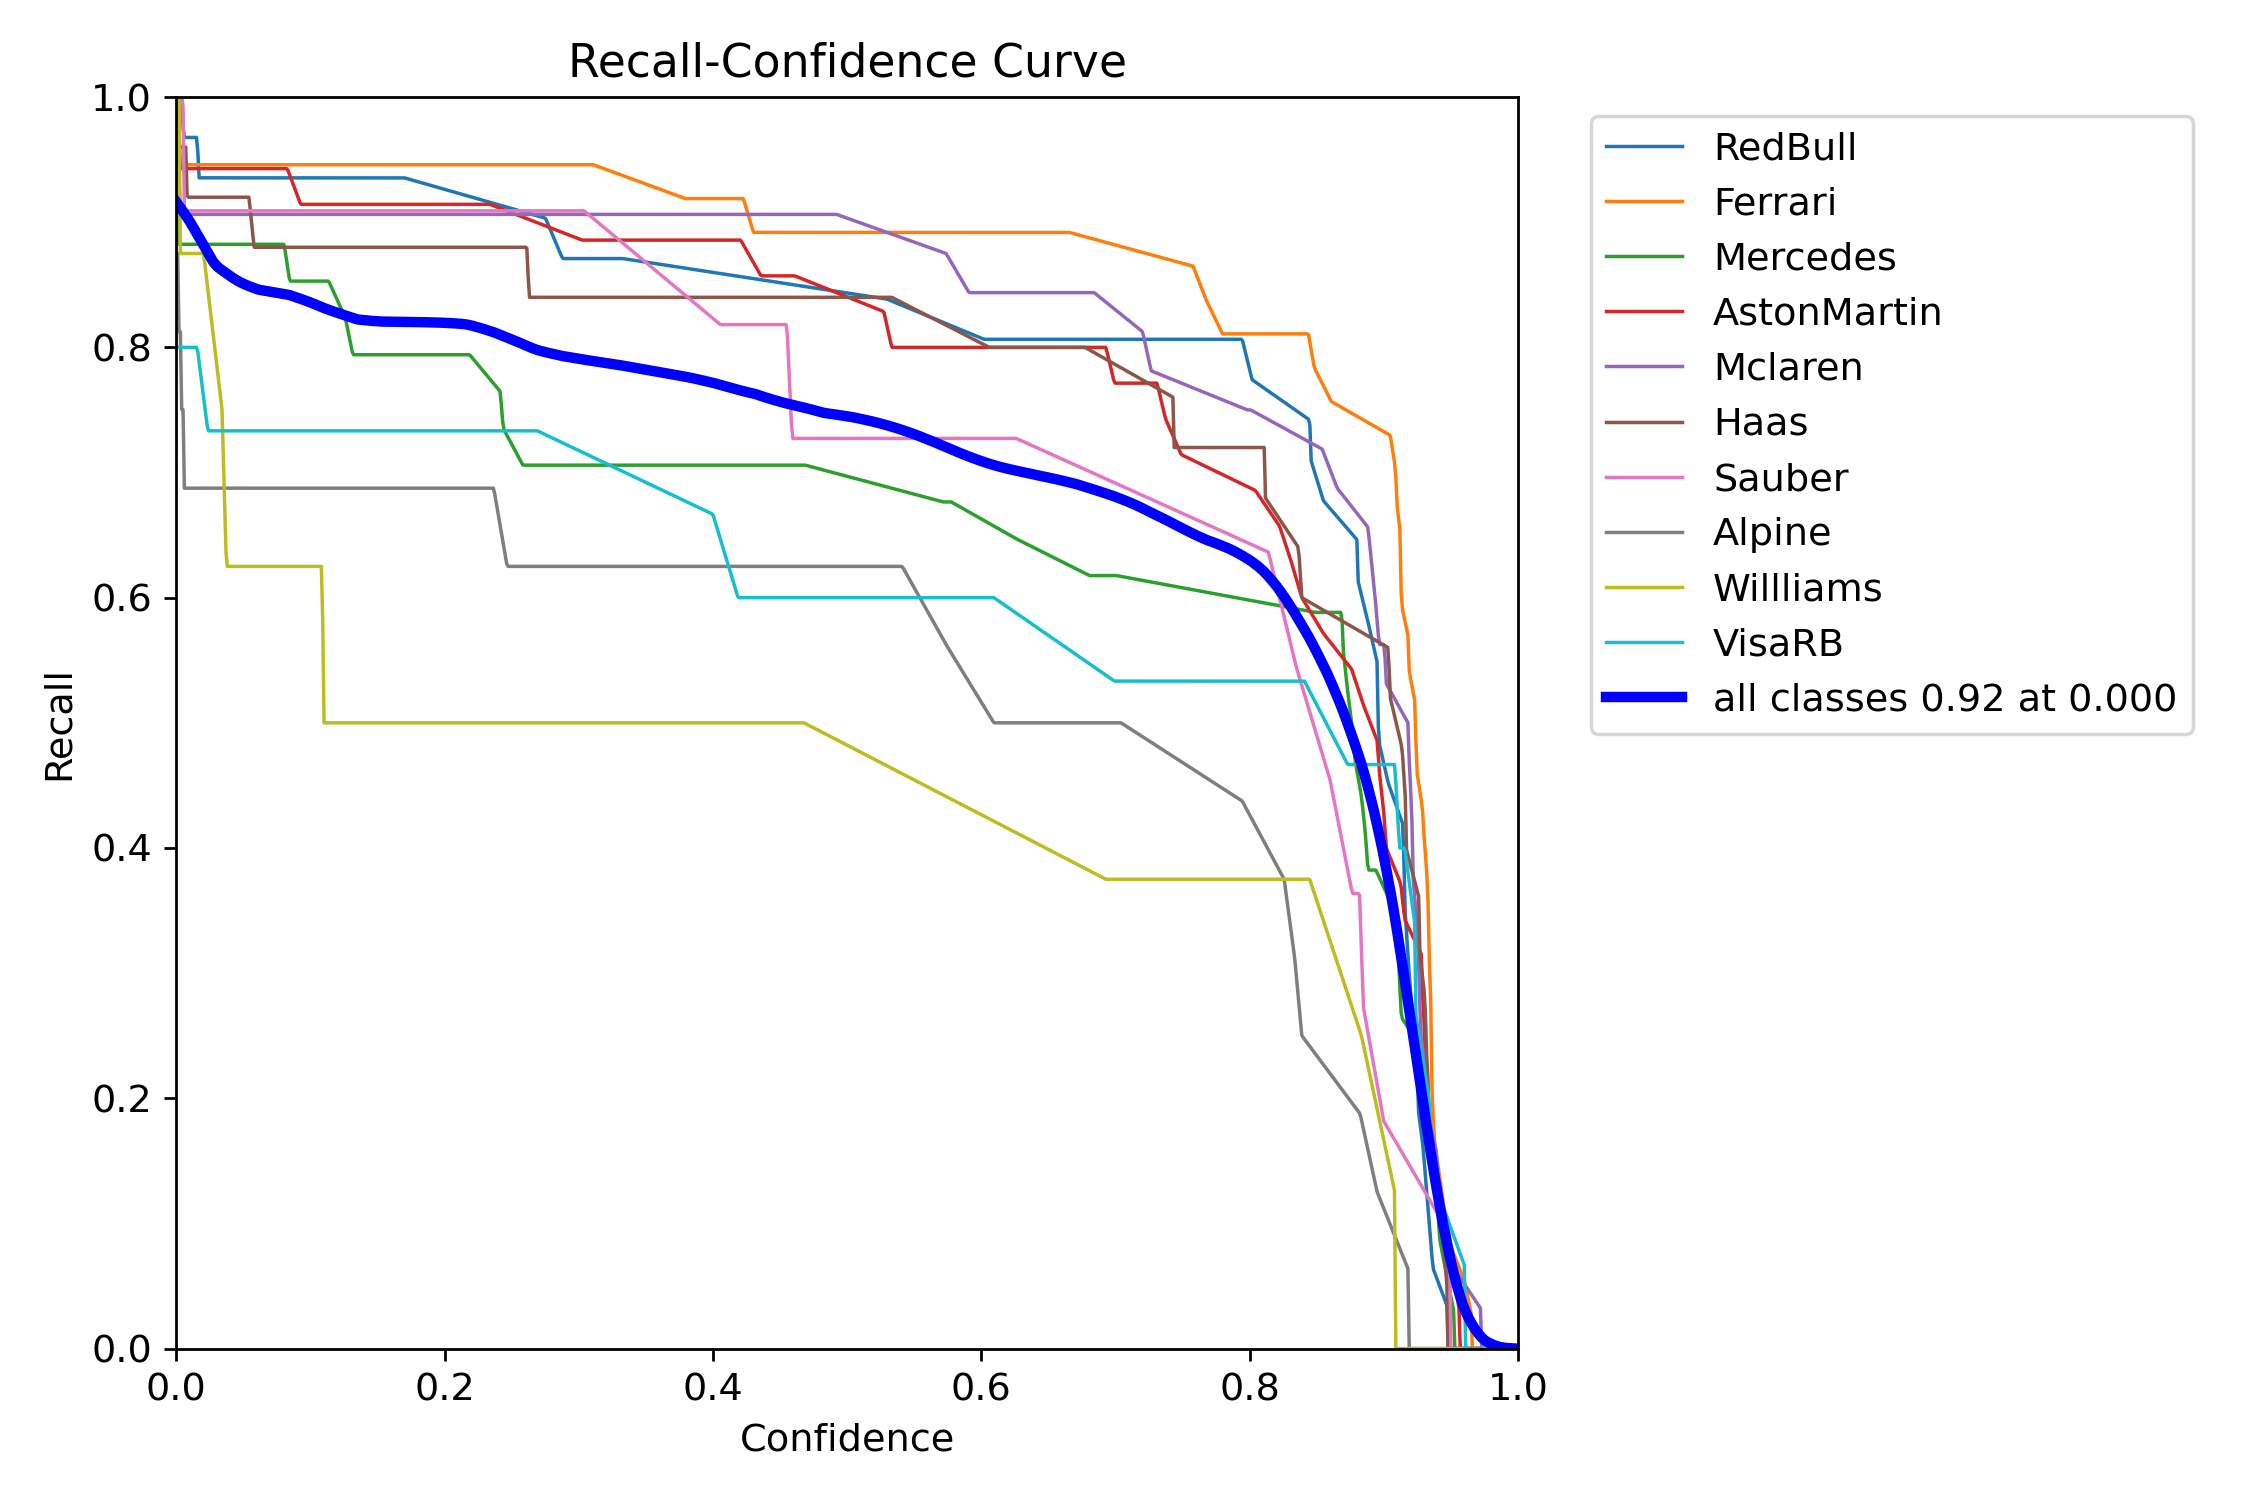 Recall-Confidence Curve
1.0
0.8
0.6
0.4
0.2
0.0
Recall
0.0 0.2 0.4 0.6 0.8 1.0
Confidence
RedBull
Ferrari
Mercedes
AstonMartin
Mclaren
Haas
Sauber
Alpine
Willliams
VisaRB
all classes 0.92 at 0.000